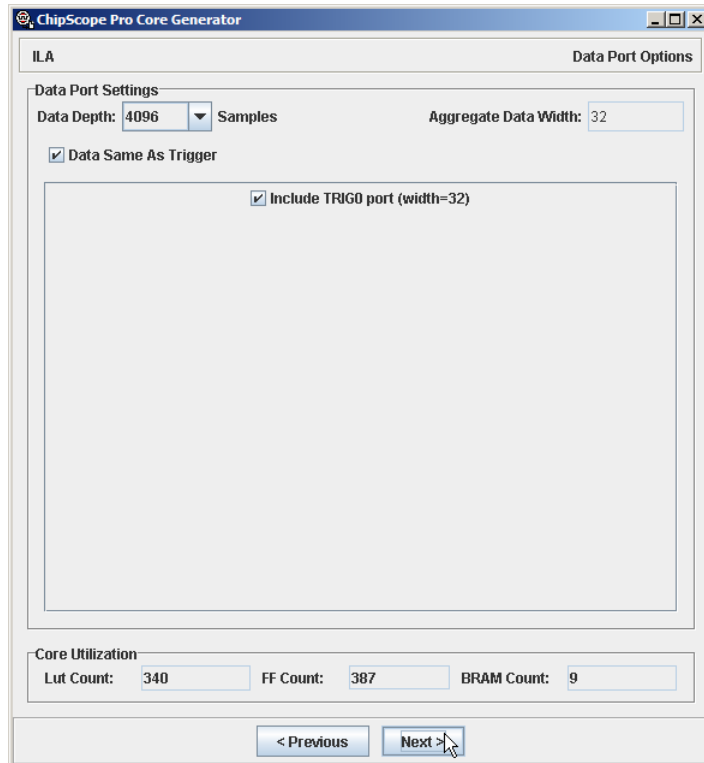 ChipScope Pro Core Generator
ILA Data Port Options
Data Port Settings
Data Depth: 4096 Samples Aggregate Data Width: 32
Data Same As Trigger
Include TRIG0 port (width=32)
Core Utilization
Lut Count: 340 FF Count: 387 BRAM Count: 9
< Previous Next >